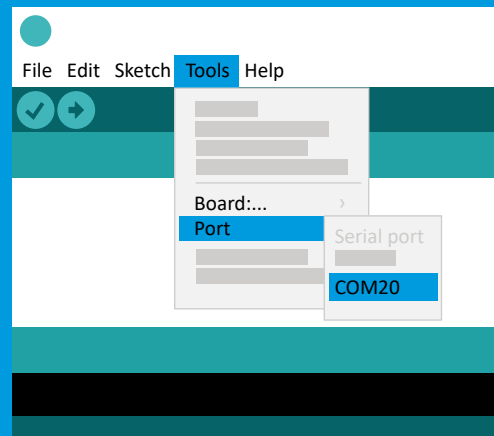 File Edit Sketch Tools Help
Board:...
Port
Serial port
COM20